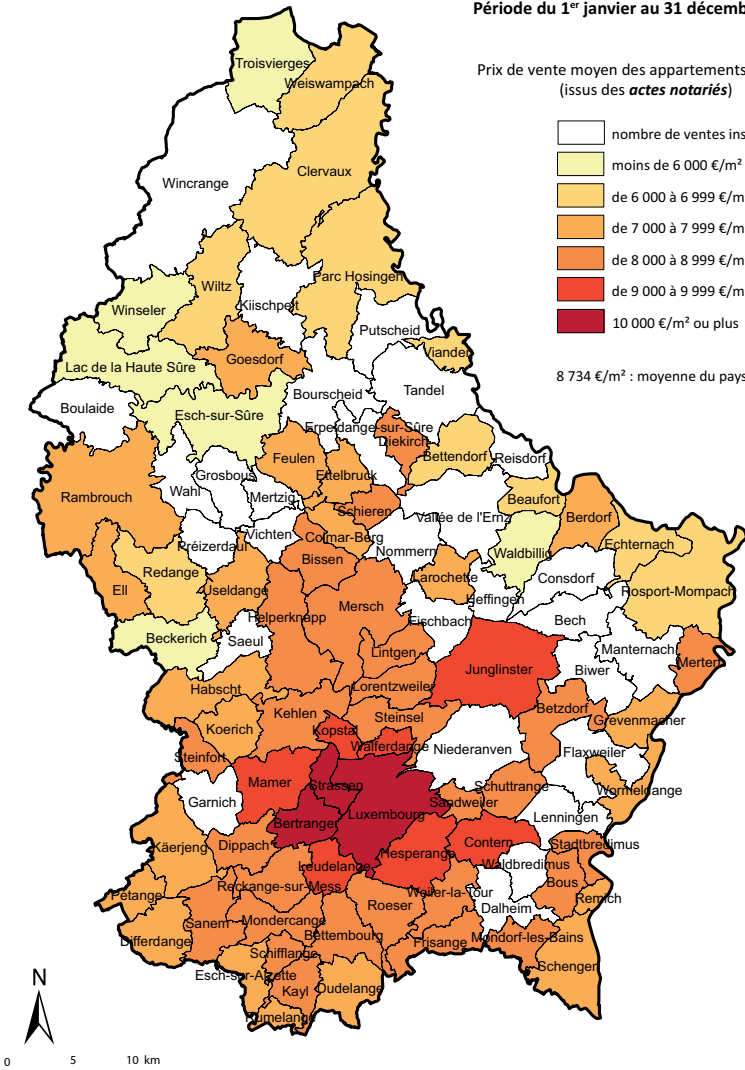 Période du 1er janvier au 31 décemb
Prix de vente moyen des appartements
(issus des actes notariés)
nombre de ventes ins
moins de 6 000 €/m²
de 6 000 à 6 999 €/m
de 7 000 à 7 999 €/m
de 8 000 à 8 999 €/m
de 9 000 à 9 999 €/m
10 000 €/m² ou plus
8 734 €/m² : moyenne du pays
Troisvierges
Weiswampach
Clervaux
Wincrange
Parc Hosingen
Wiltz
Kiischpelt
Winseler
Putscheid
Vianden
Goesdorf
Lac de la Haute Sûre
Tandel
Bourscheid
Boulaide
Esch-sur-Sûre
Erpeldange-sur-Sûre
Diekirch
Bettendorf
Reisdorf
Feulen
Ettelbruck
Grosbous
Wahl
Mertzig
Rambrouch
Beaufort
Schieren
Vallée de l'Ernz
Berdorf
Vichten
Colmar-Berg
Préizerdaul
Nommern
Waldbillig
Echternach
Bissen
Redange
Larochette
Consdorf
Ell
Useldange
Heffingen
Rosport-Mompach
Mersch
Helperknapp
Fischbach
Bech
Beckerich
Saeul
Lintgen
Manternach
Junglinster
Biwer
Mertert
Habscht
Lorentzweiler
Kehlen
Steinsel
Betzdorf
Grevenmacher
Koerich
Kopstal
Walferdange
Niederanven
Flaxweiler
Steinfort
Mamer
Strassen
Schuttrange
Wormeldange
Garnich
Sandweiler
Luxembourg
Bertrange
Lenningen
Contern
Stadtbredimus
Käerjeng
Dippach
Hesperange
Leudelange
Waldbredimus
Bous
Reckange-sur-Mess
Weiler-la-Tour
Pétange
Roeser
Dalheim
Remich
Sanem
Mondercange
Differdange
Bettembourg
Frisange
Mondorf-les-Bains
Schifflange
Schengen
Esch-sur-Alzette
Kayl
Dudelange
Rumelange
N
0 5 10 km